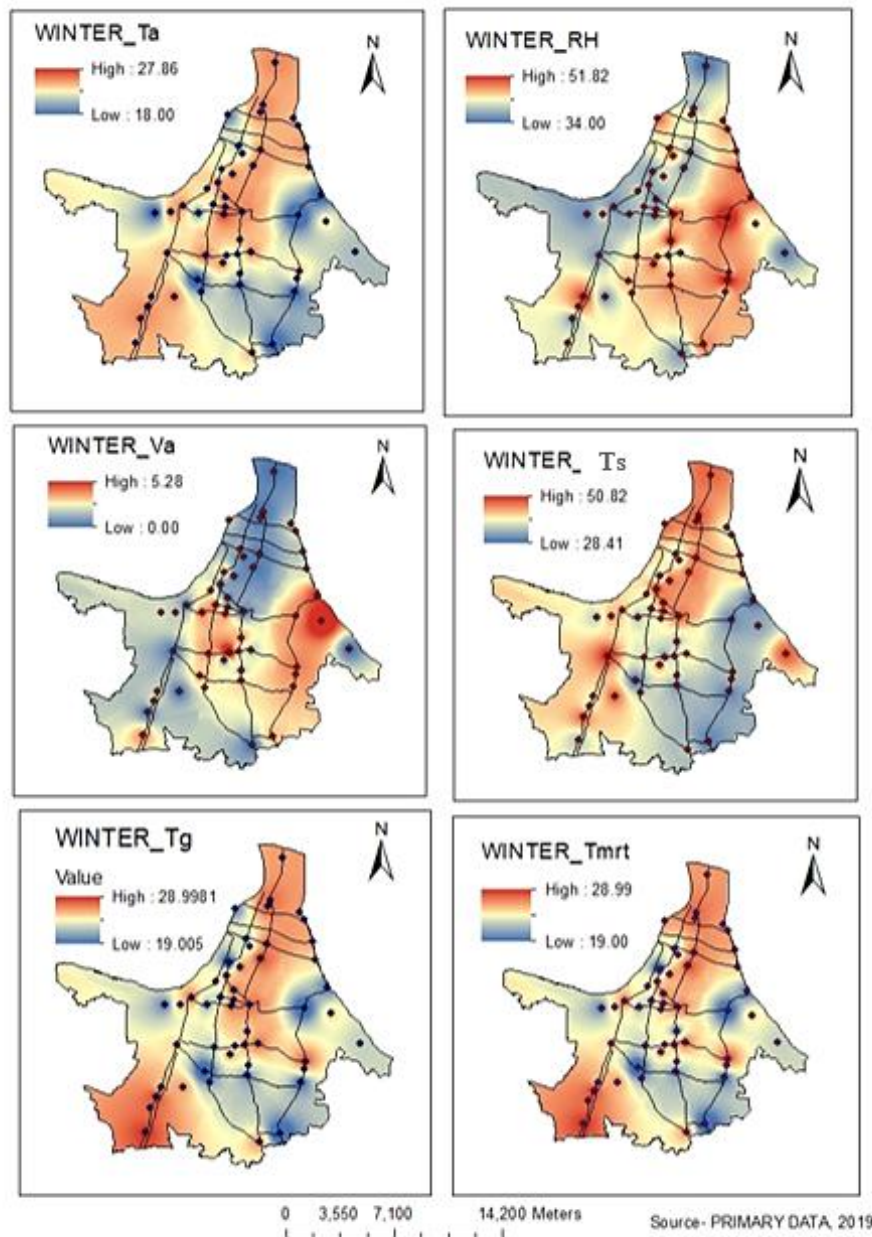 WINTER_Ta
N
High : 27.86
Low : 18.00
WINTER_RH
N
High : 51.82
Low : 34.00
WINTER_Va
N
High : 5.28
Low : 0.00
WINTER_ Ts
N
High : 50.82
Low : 28.41
WINTER_Tg
N
Value
High : 28.9981
Low : 19.005
WINTER_Tmrt
N
High : 28.99
Low : 19.00
0 3,550 7,100 14,200 Meters
Source- PRIMARY DATA, 2019